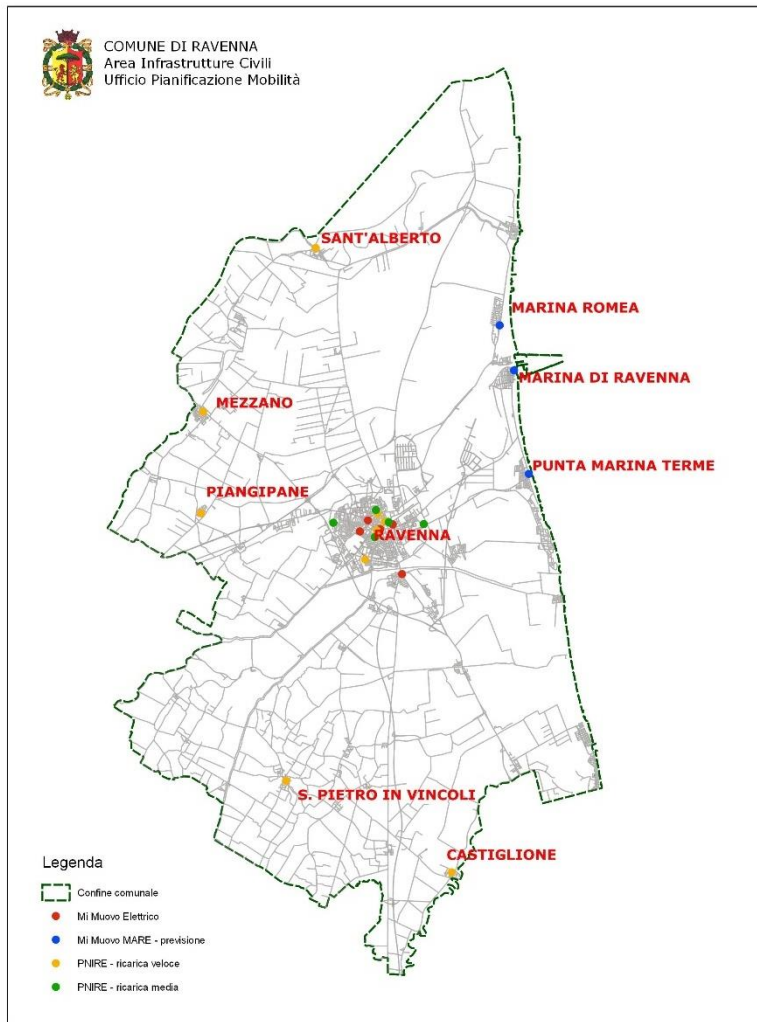 COMUNE DI RAVENNA
Area Infrastrutture Civili
Ufficio Pianificazione Mobilità
SANT'ALBERTO
MARINA ROMEA
MARINA DI RAVENNA
MEZZANO
PUNTA MARINA TERME
PIANGIPANE
RAVENNA
S. PIETRO IN VINCOLI
CASTIGLIONE
Legenda
Confine comunale
Mi Muovo Elettrico
Mi Muovo MARE - previsione
PNIRE - ricarica veloce
PNIRE - ricarica media